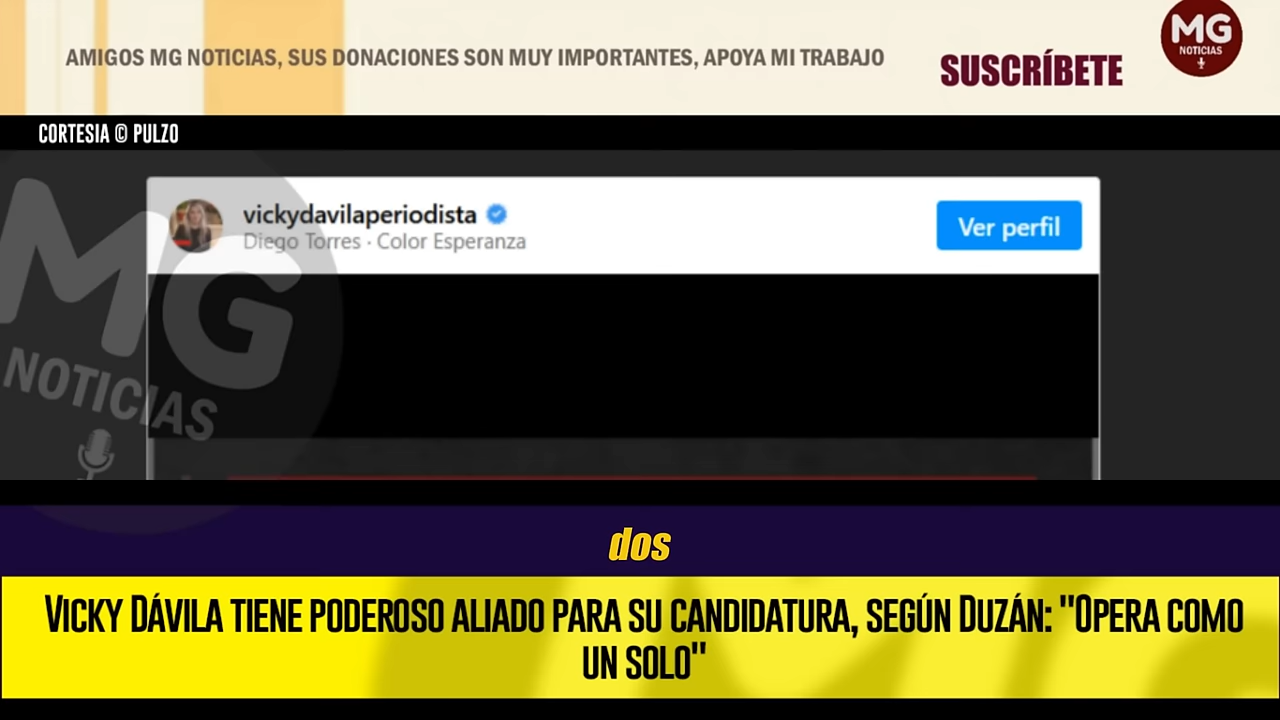 AMIGOS MG NOTICIAS, SUS DONACIONES SON MUY IMPORTANTES, APOYA MI TRABAJO
SUSCRÍBETE
MG
NOTICIAS
CORTESIA © PULZO
vickydavilaperiodista
Diego Torres · Color Esperanza
Ver perfil
MG
NOTICIAS
dos
VICKY DÁVILA TIENE PODEROSO ALIADO PARA SU CANDIDATURA, SEGÚN DUZÁN: "OPERA COMO
UN SOLO"